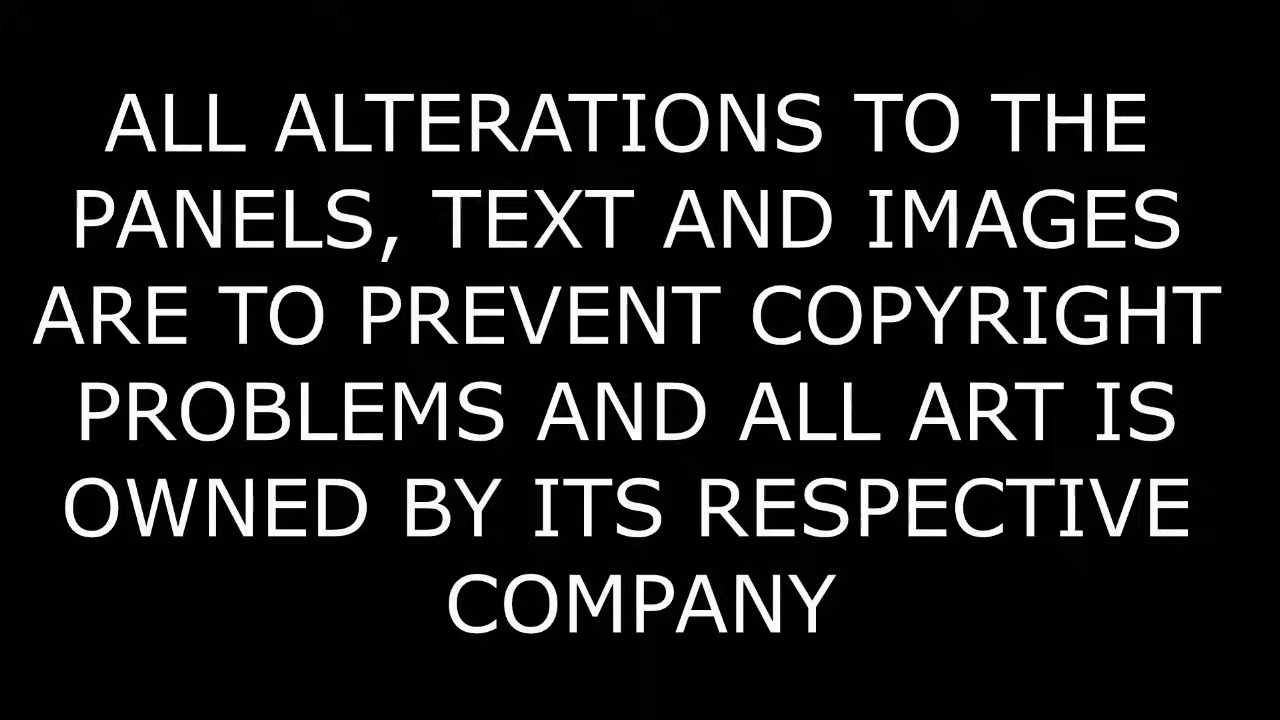 ALL ALTERATIONS TO THE
PANELS, TEXT AND IMAGES
ARE TO PREVENT COPYRIGHT
PROBLEMS AND ALL ART IS
OWNED BY ITS RESPECTIVE
COMPANY